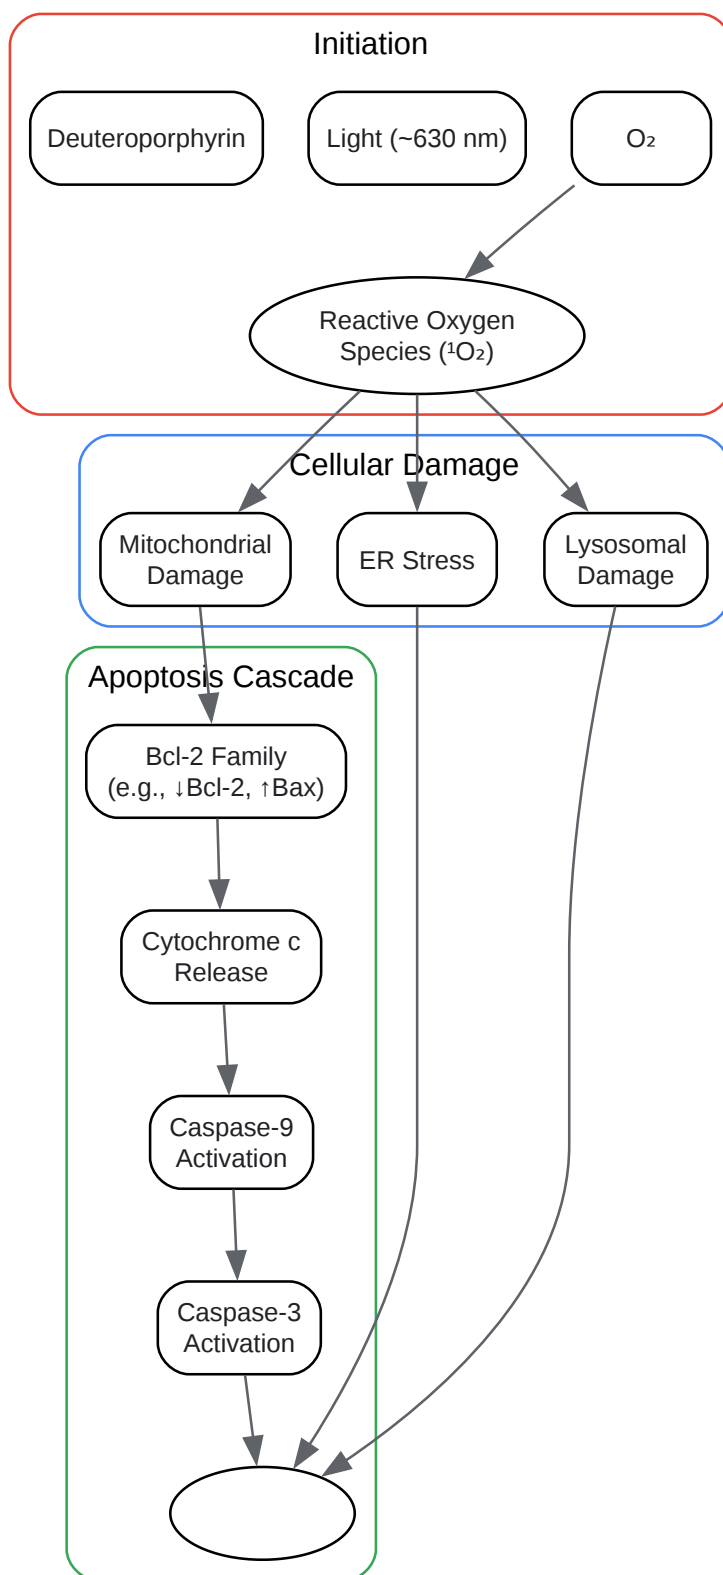 Initiation
Deuteroporphyrin
Light (~630 nm)
O₂
Reactive Oxygen
Species (¹O₂)
Cellular Damage
Mitochondrial
Damage
ER Stress
Lysosomal
Damage
Apoptosis Cascade
Bcl-2 Family
(e.g., ↓Bcl-2, ↑Bax)
Cytochrome c
Release
Caspase-9
Activation
Caspase-3
Activation